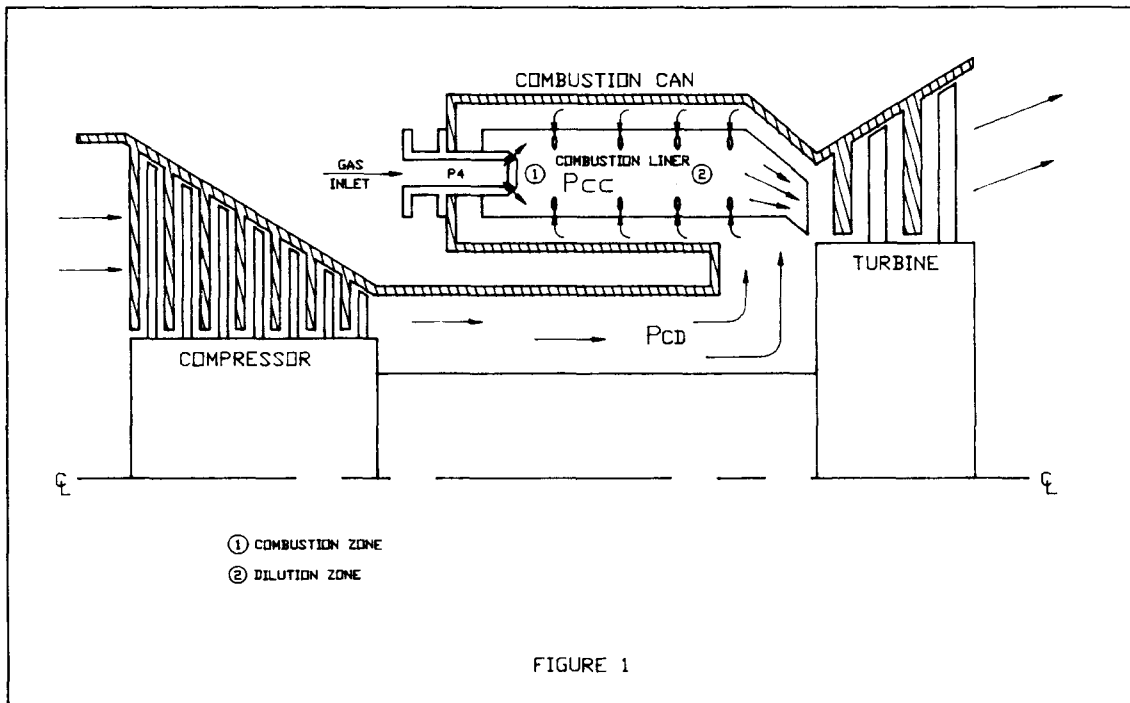 COMBUSTION CAN
GAS
INLET
P4
①
COMBUSTION LINER
②
PCC
TURBINE
COMPRESSOR
PCD
℄
℄
① COMBUSTION ZONE
② DILUTION ZONE
FIGURE 1